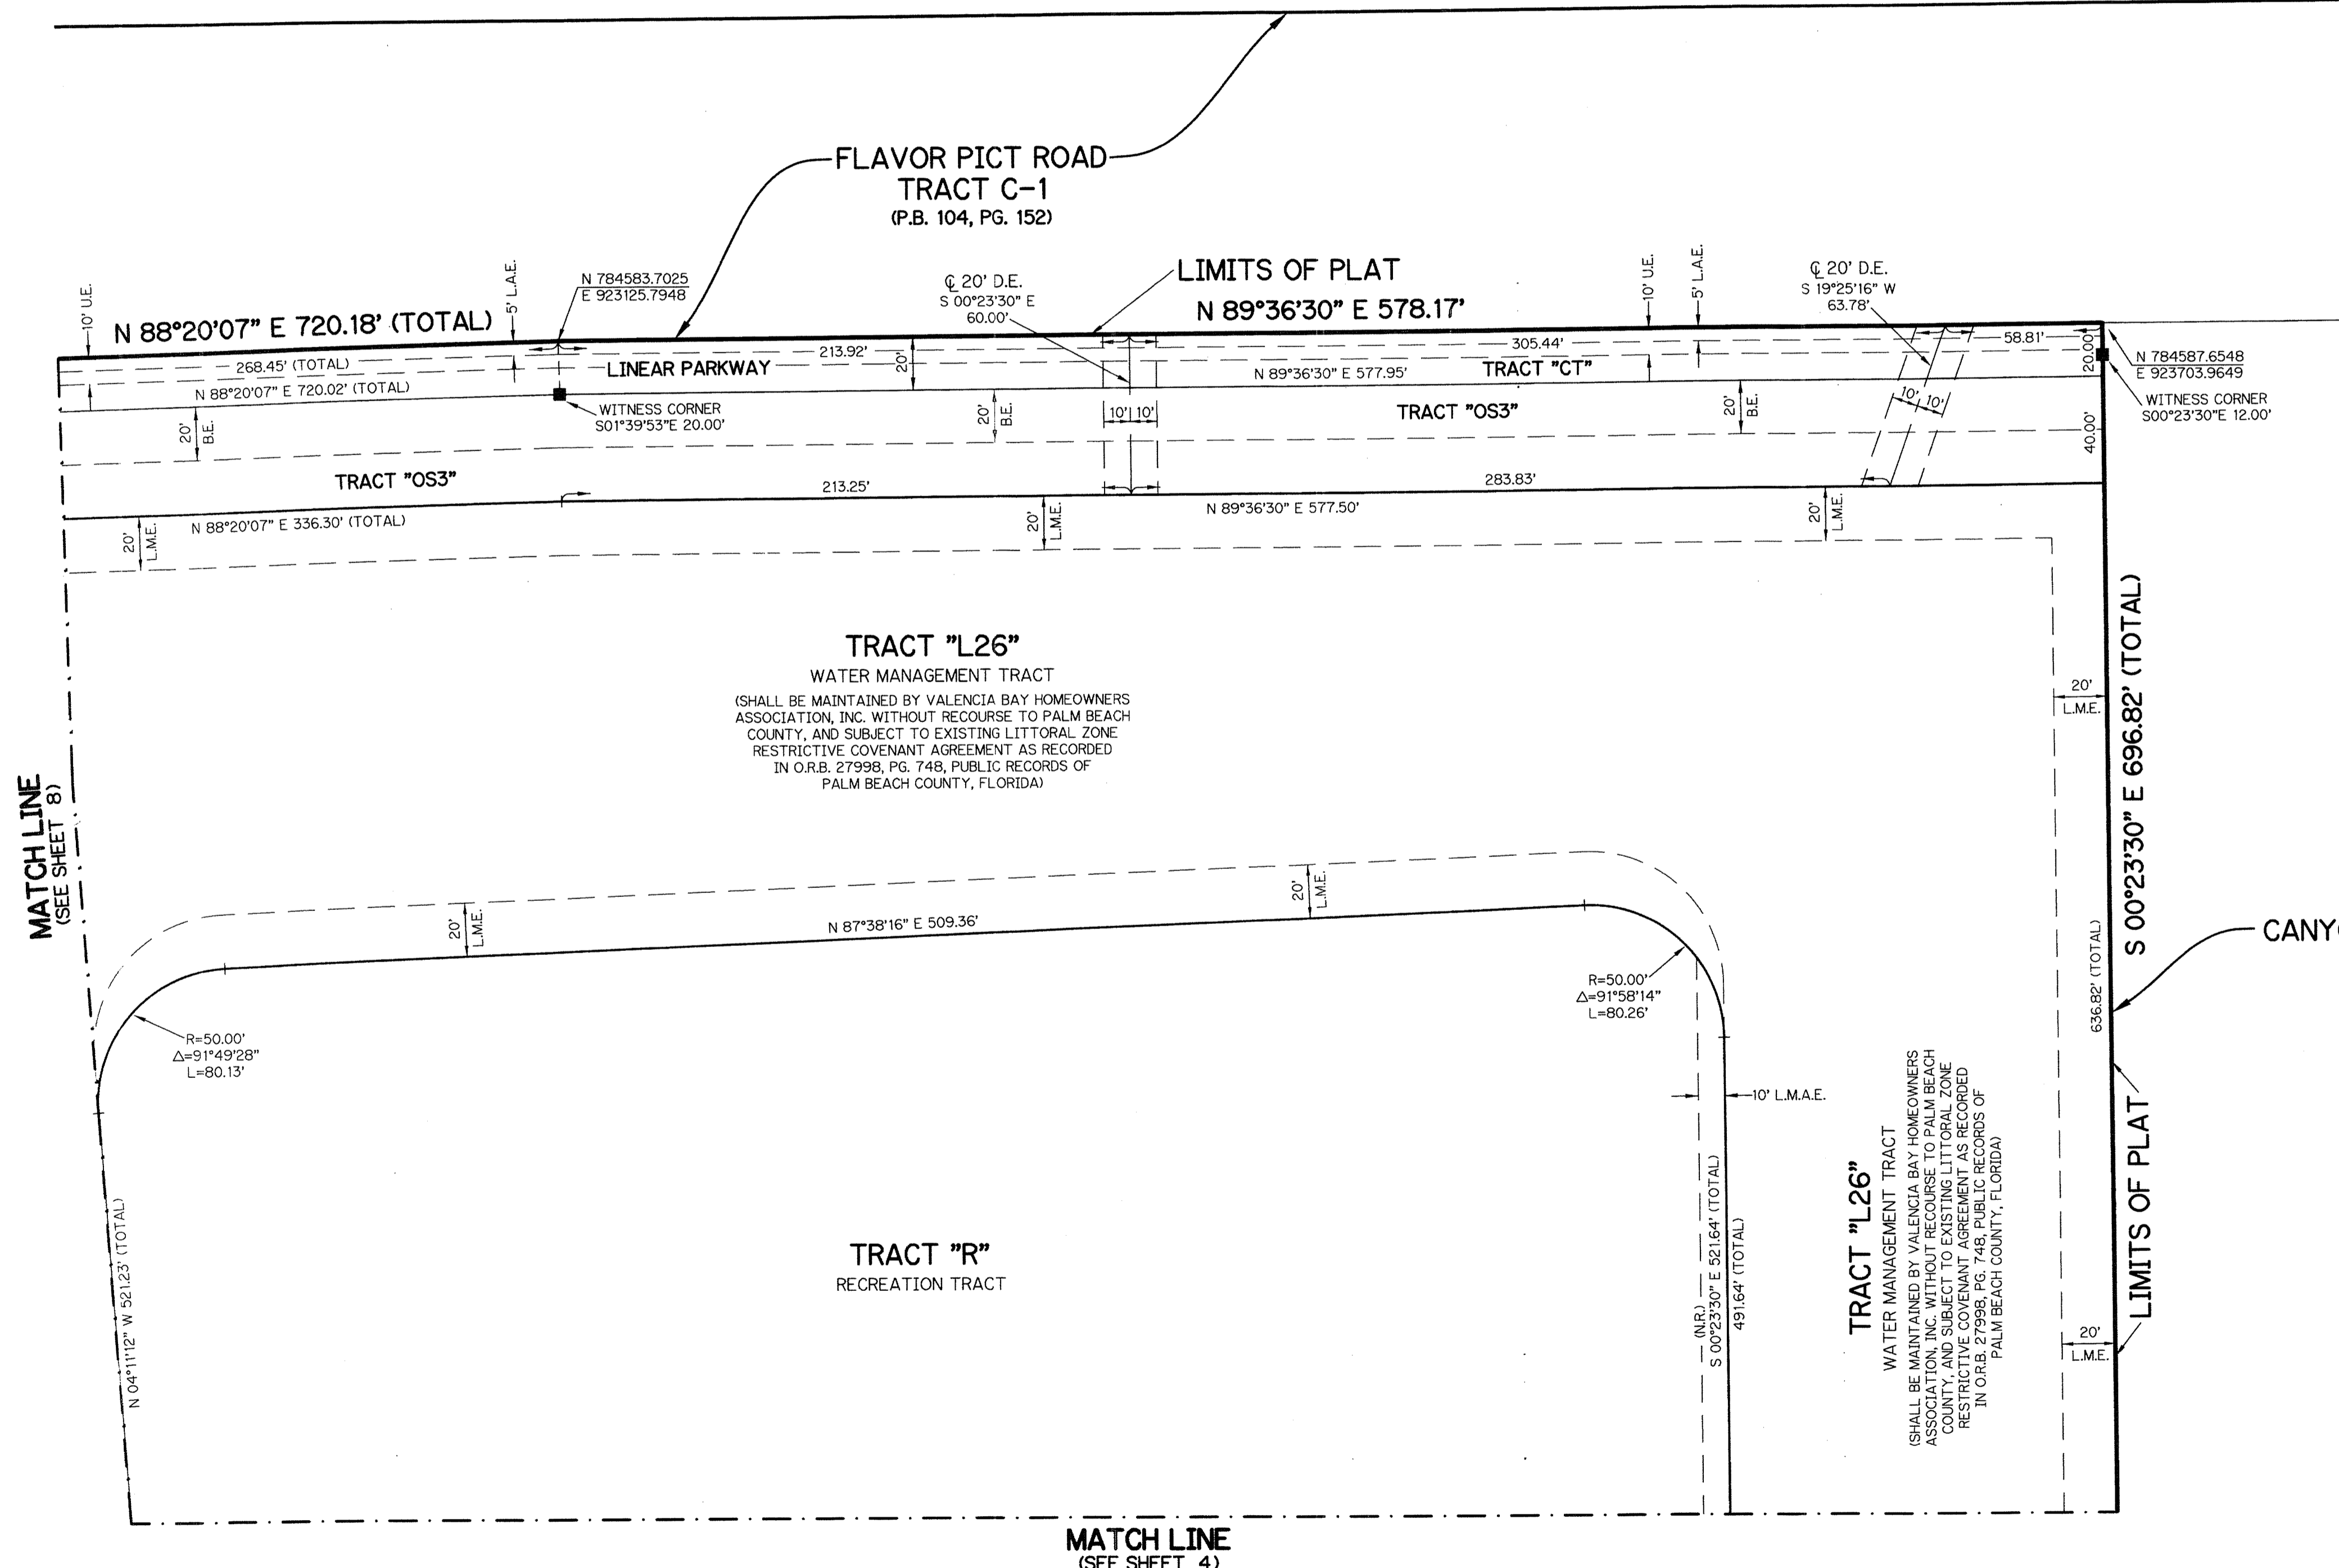 FLAVOR PICT ROAD
TRACT C-1
(P.B. 104, PG. 152)
LIMITS OF PLAT
N 89°36'30" E 578.17'
N 88°20'07" E 720.18' (TOTAL)
10' U.E.
5' L.A.E.
N 784583.7025
E 923125.7948
℄ 20' D.E.
S 00°23'30" E
60.00'
10' U.E.
5' L.A.E.
℄ 20' D.E.
S 19°25'16" W
63.78'
268.45' (TOTAL)
LINEAR PARKWAY
213.92'
20'
305.44'
58.81'
20.00'
N 784587.6548
E 923703.9649
N 88°20'07" E 720.02' (TOTAL)
N 89°36'30" E 577.95'
TRACT "CT"
WITNESS CORNER
S01°39'53"E 20.00'
WITNESS CORNER
S00°23'30"E 12.00'
20'
B.E.
20'
B.E.
10'
10'
TRACT "OS3"
20'
B.E.
10'
10'
40.00'
TRACT "OS3"
213.25'
283.83'
N 88°20'07" E 336.30' (TOTAL)
N 89°36'30" E 577.50'
20'
L.M.E.
20'
L.M.E.
20'
L.M.E.
TRACT "L26"
WATER MANAGEMENT TRACT
(SHALL BE MAINTAINED BY VALENCIA BAY HOMEOWNERS
ASSOCIATION, INC. WITHOUT RECOURSE TO PALM BEACH
COUNTY, AND SUBJECT TO EXISTING LITTORAL ZONE
RESTRICTIVE COVENANT AGREEMENT AS RECORDED
IN O.R.B. 27998, PG. 748, PUBLIC RECORDS OF
PALM BEACH COUNTY, FLORIDA)
20'
L.M.E.
S 00°23'30" E 696.82' (TOTAL)
MATCH LINE
(SEE SHEET 8)
20'
L.M.E.
N 87°38'16" E 509.36'
20'
L.M.E.
636.82' (TOTAL)
CANY
R=50.00'
Δ=91°49'28"
L=80.13'
R=50.00'
Δ=91°58'14"
L=80.26'
10' L.M.A.E.
N 04°11'12" W 521.23' (TOTAL)
TRACT "R"
RECREATION TRACT
(N.R.)
S 00°23'30" E 521.64' (TOTAL)
491.64' (TOTAL)
TRACT "L26"
WATER MANAGEMENT TRACT
(SHALL BE MAINTAINED BY VALENCIA BAY HOMEOWNERS
ASSOCIATION, INC. WITHOUT RECOURSE TO PALM BEACH
COUNTY, AND SUBJECT TO EXISTING LITTORAL ZONE
RESTRICTIVE COVENANT AGREEMENT AS RECORDED
IN O.R.B. 27998, PG. 748, PUBLIC RECORDS OF
PALM BEACH COUNTY, FLORIDA)
LIMITS OF PLAT
20'
L.M.E.
MATCH LINE
(SEE SHEET 4)